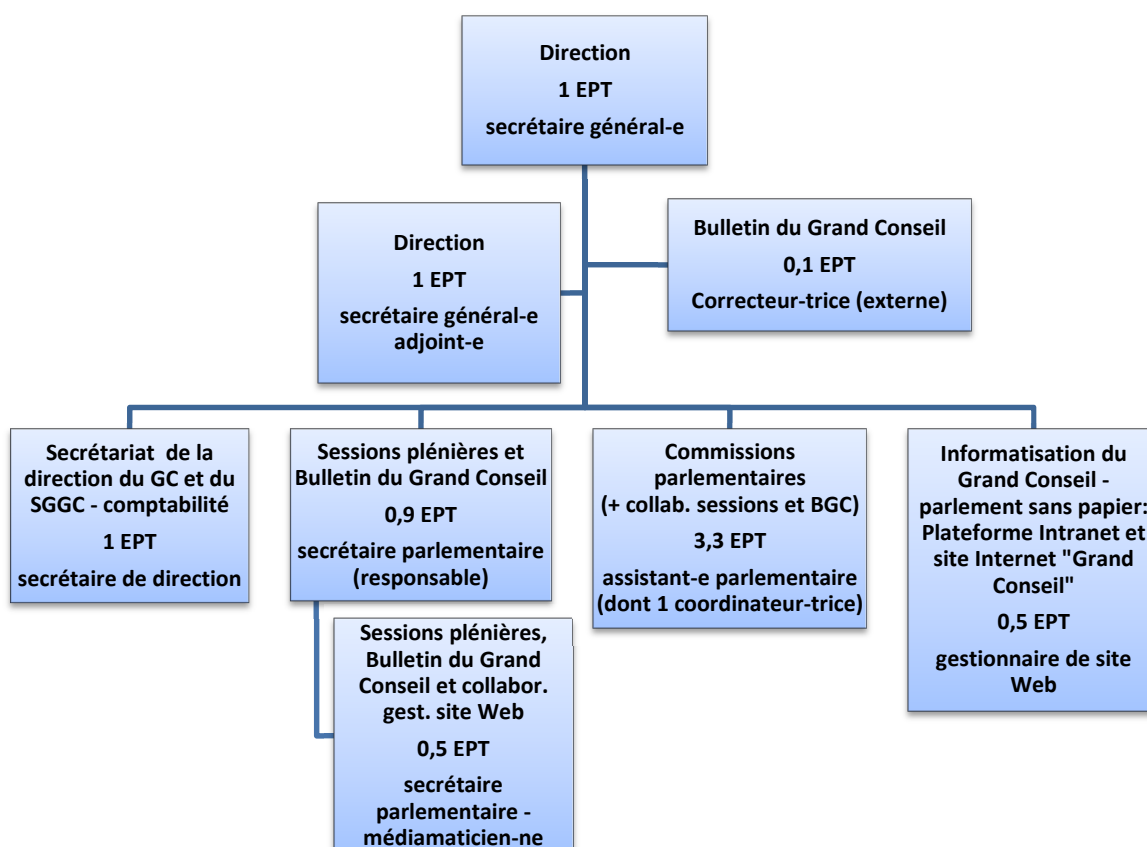 Direction
1 EPT
secrétaire général-e
Direction
1 EPT
secrétaire général-e
adjoint-e
Bulletin du Grand Conseil
0,1 EPT
Correcteur-trice (externe)
Secrétariat de la
direction du GC et du
SGGC - comptabilité
1 EPT
secrétaire de direction
Sessions plénières et
Bulletin du Grand Conseil
0,9 EPT
secrétaire parlementaire
(responsable)
Sessions plénières,
Bulletin du Grand
Conseil et collabor.
gest. site Web
0,5 EPT
secrétaire
parlementaire -
médiamaticien-ne
Commissions
parlementaires
(+ collab. sessions et BGC)
3,3 EPT
assistant-e parlementaire
(dont 1 coordinateur-trice)
Informatisation du
Grand Conseil -
parlement sans papier:
Plateforme Intranet et
site Internet "Grand
Conseil"
0,5 EPT
gestionnaire de site
Web